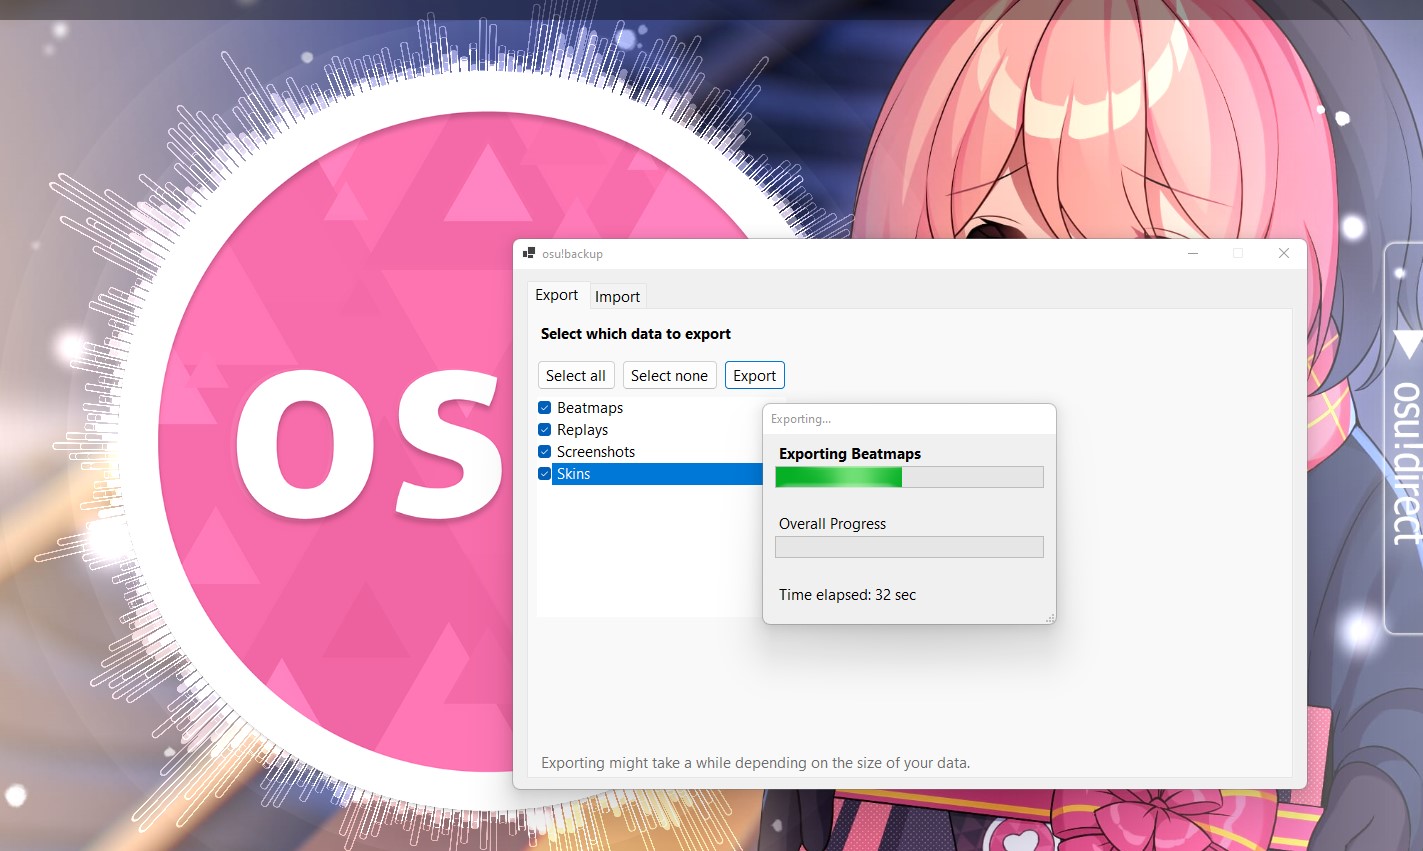 os
osu!backup
Export
Import
Select which data to export
Select all
Select none
Export
Beatmaps
Replays
Screenshots
Skins
Exporting...
Exporting Beatmaps
Overall Progress
Time elapsed: 32 sec
Exporting might take a while depending on the size of your data.
osu!direct